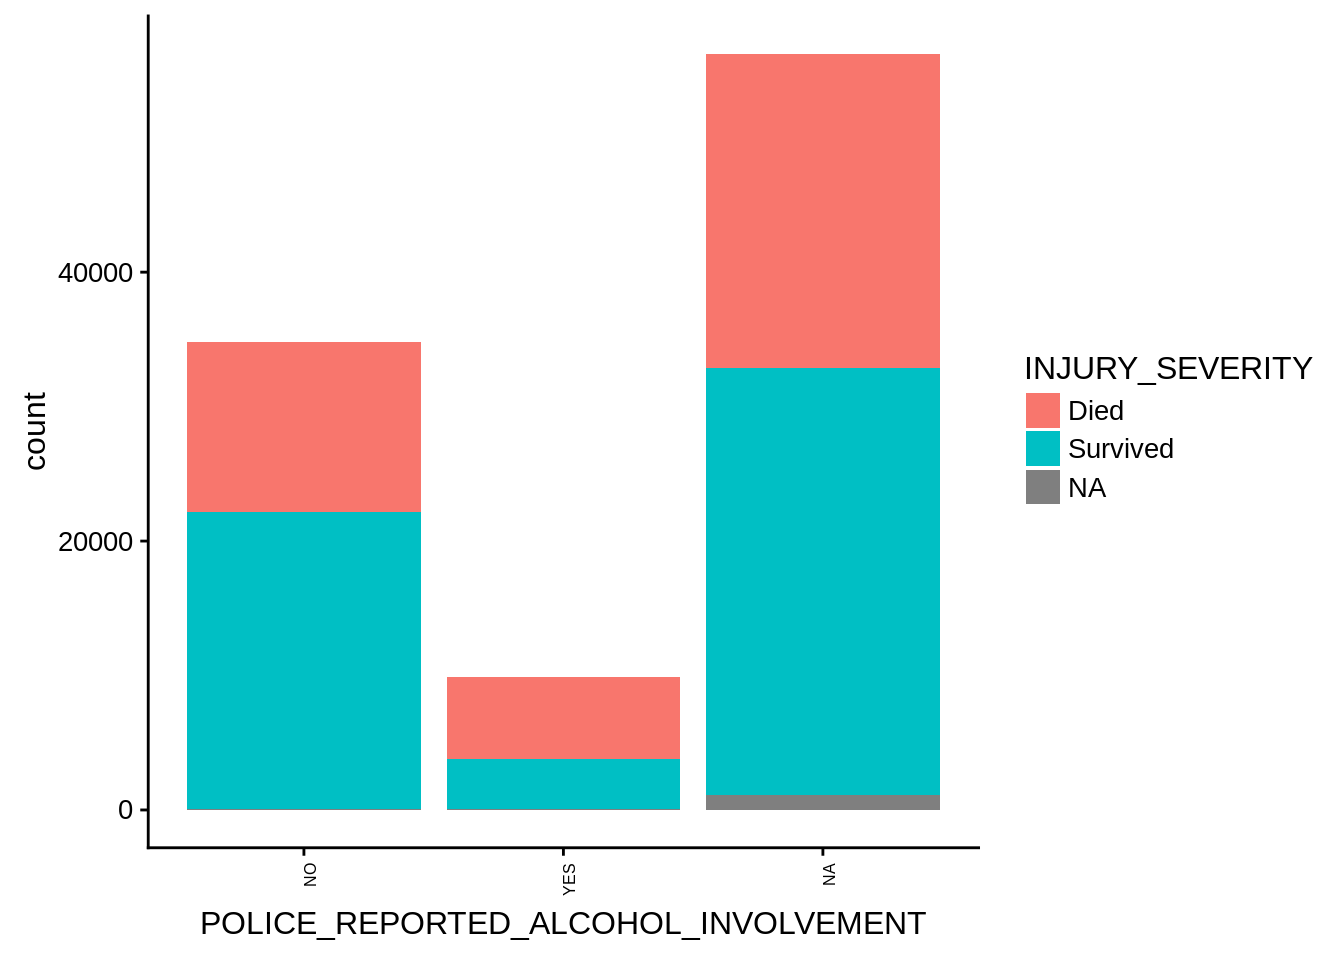 40000
20000
0
count
NO
YES
NA
POLICE_REPORTED_ALCOHOL_INVOLVEMENT
INJURY_SEVERITY
Died
Survived
NA